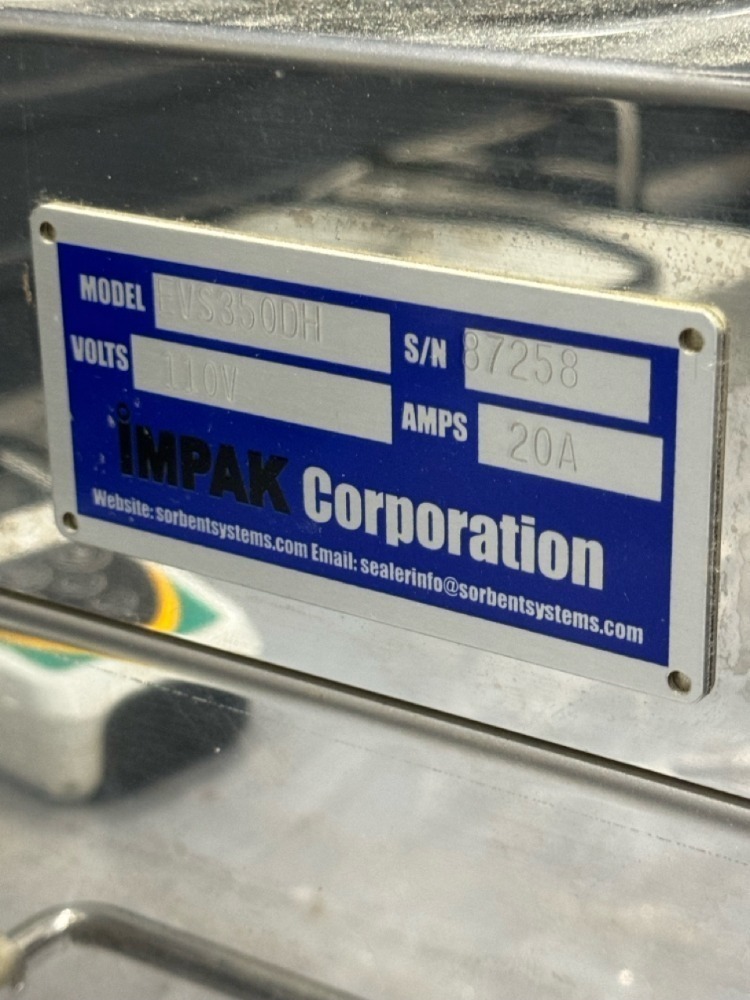 MODEL EVS350DH S/N 87258
VOLTS 110V AMPS 20A
IMPAK Corporation
Website: sorbentsystems.com Email: sealerinfo@sorbentsystems.com